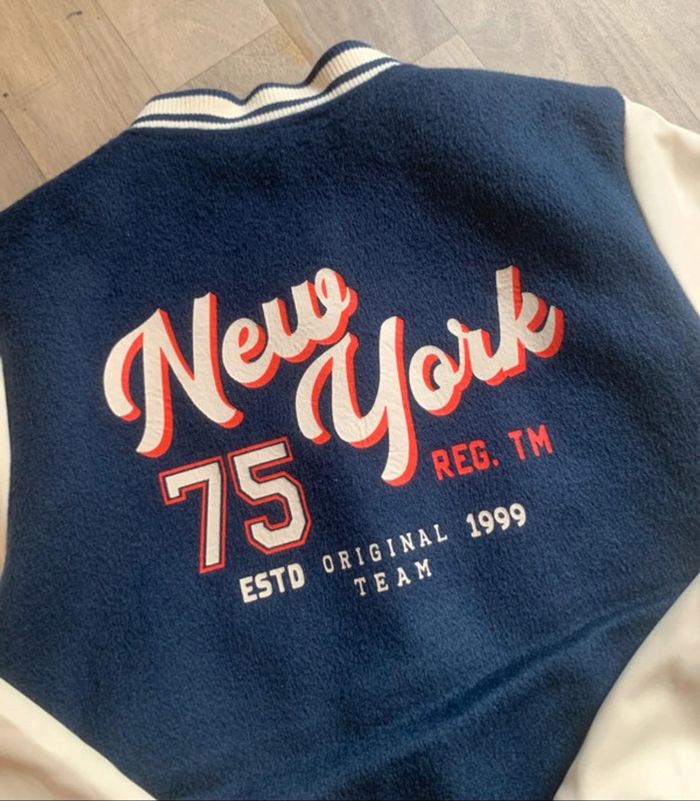 New York
75
REG. TM
ESTD ORIGINAL 1999
TEAM